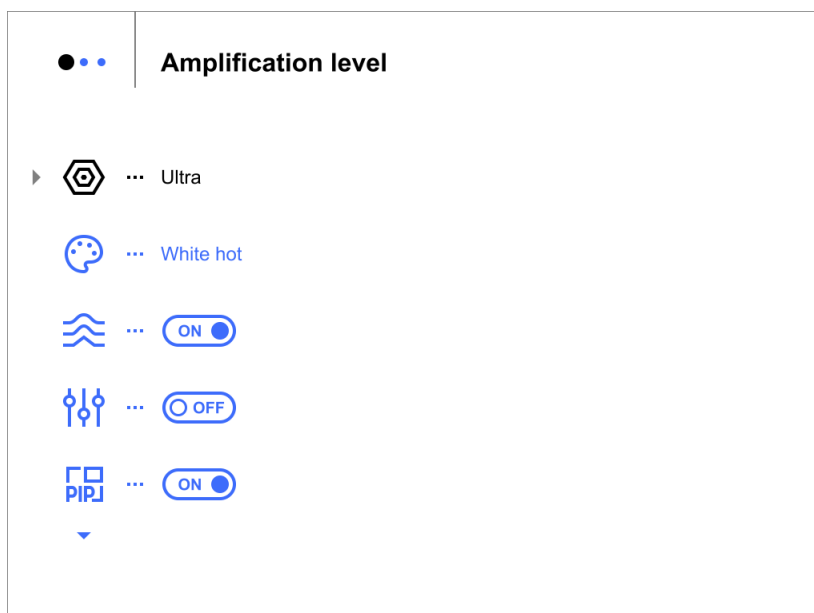 Amplification level
··· Ultra
··· White hot
··· ON
··· OFF
PIP ··· ON